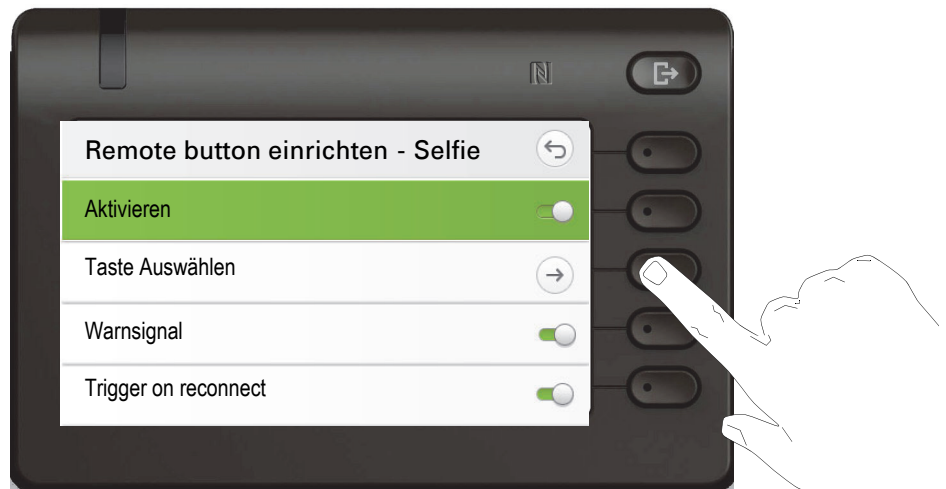 Remote button einrichten - Selfie
Aktivieren
Taste Auswählen
Warnsignal
Trigger on reconnect